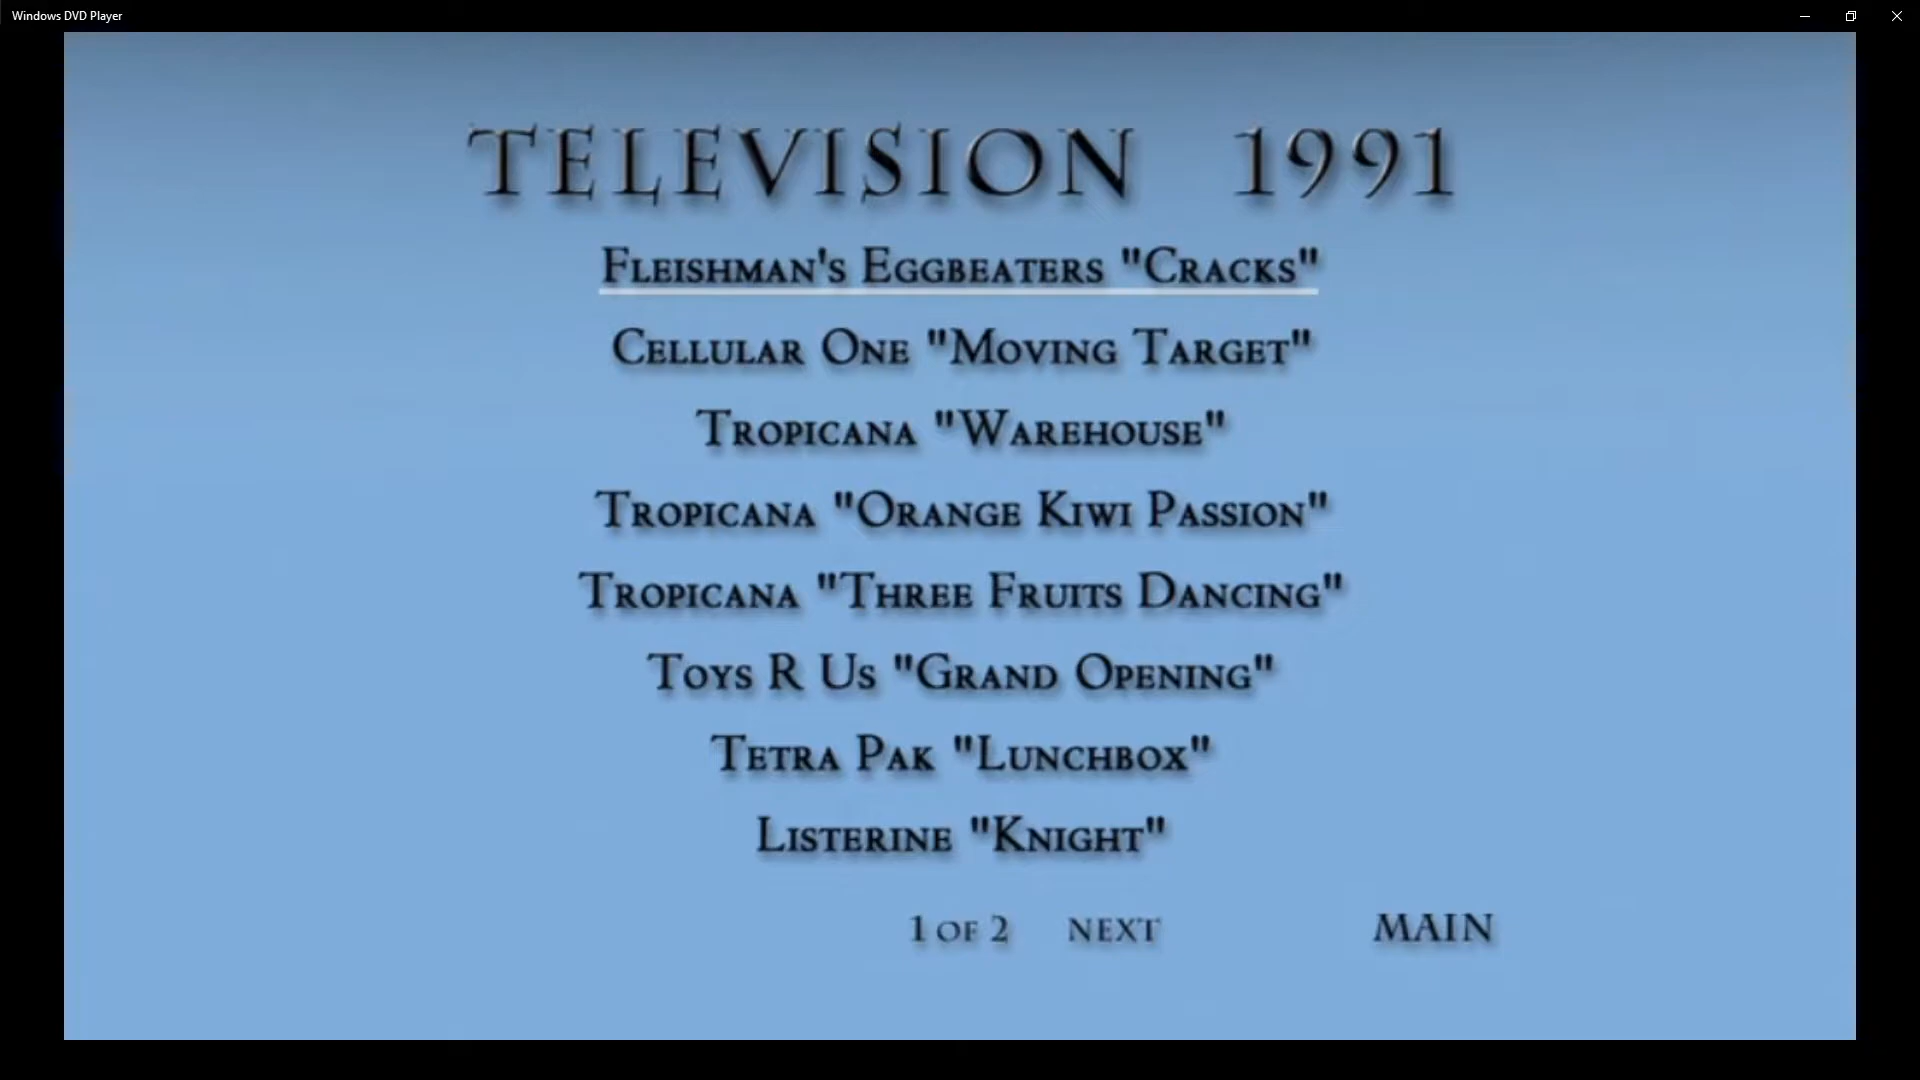 Windows DVD Player
TELEVISION 1991
FLEISHMAN'S EGGBEATERS "CRACKS"
CELLULAR ONE "MOVING TARGET"
TROPICANA "WAREHOUSE"
TROPICANA "ORANGE KIWI PASSION"
TROPICANA "THREE FRUITS DANCING"
TOYS R US "GRAND OPENING"
TETRA PAK "LUNCHBOX"
LISTERINE "KNIGHT"
1 OF 2 NEXT MAIN